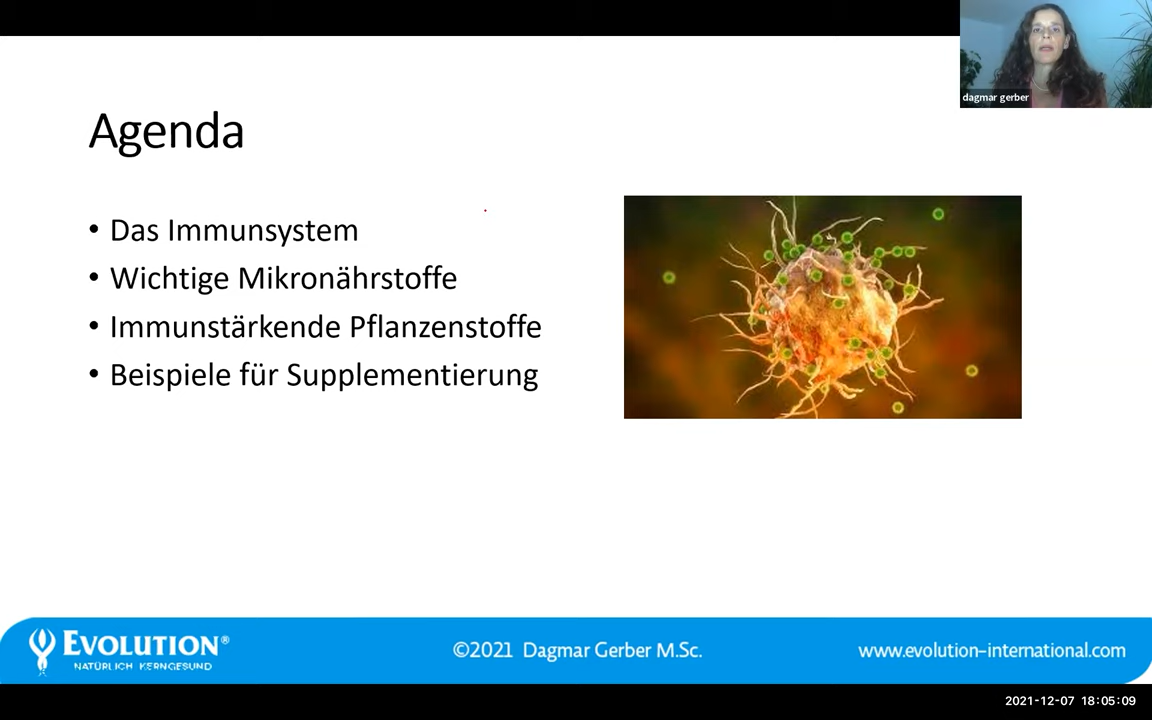 dagmar gerber
Agenda
• Das Immunsystem
• Wichtige Mikronährstoffe
• Immunstärkende Pflanzenstoffe
• Beispiele für Supplementierung
EVOLUTION®
NATÜRLICH KERNGESUND
©2021 Dagmar Gerber M.Sc.
www.evolution-international.com
2021-12-07 18:05:09